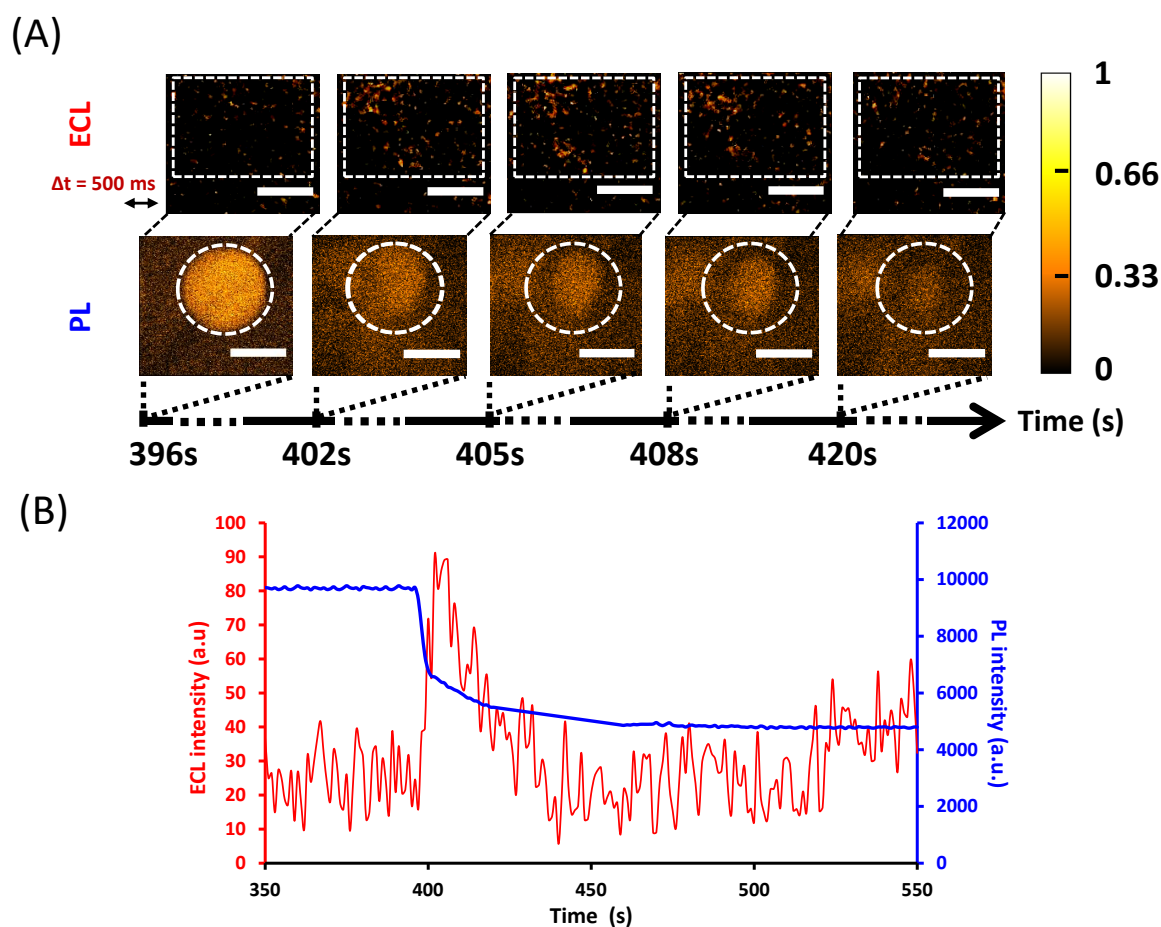 (A)
ECL
Δt = 500 ms
PL
1
0.66
0.33
0
396s 402s 405s 408s 420s Time (s)
(B)
100
90
80
70
60
50
40
30
20
10
0
ECL intensity (a.u)
12000
10000
8000
6000
4000
2000
0
PL intensity (a.u.)
350 400 450 500 550
Time (s)